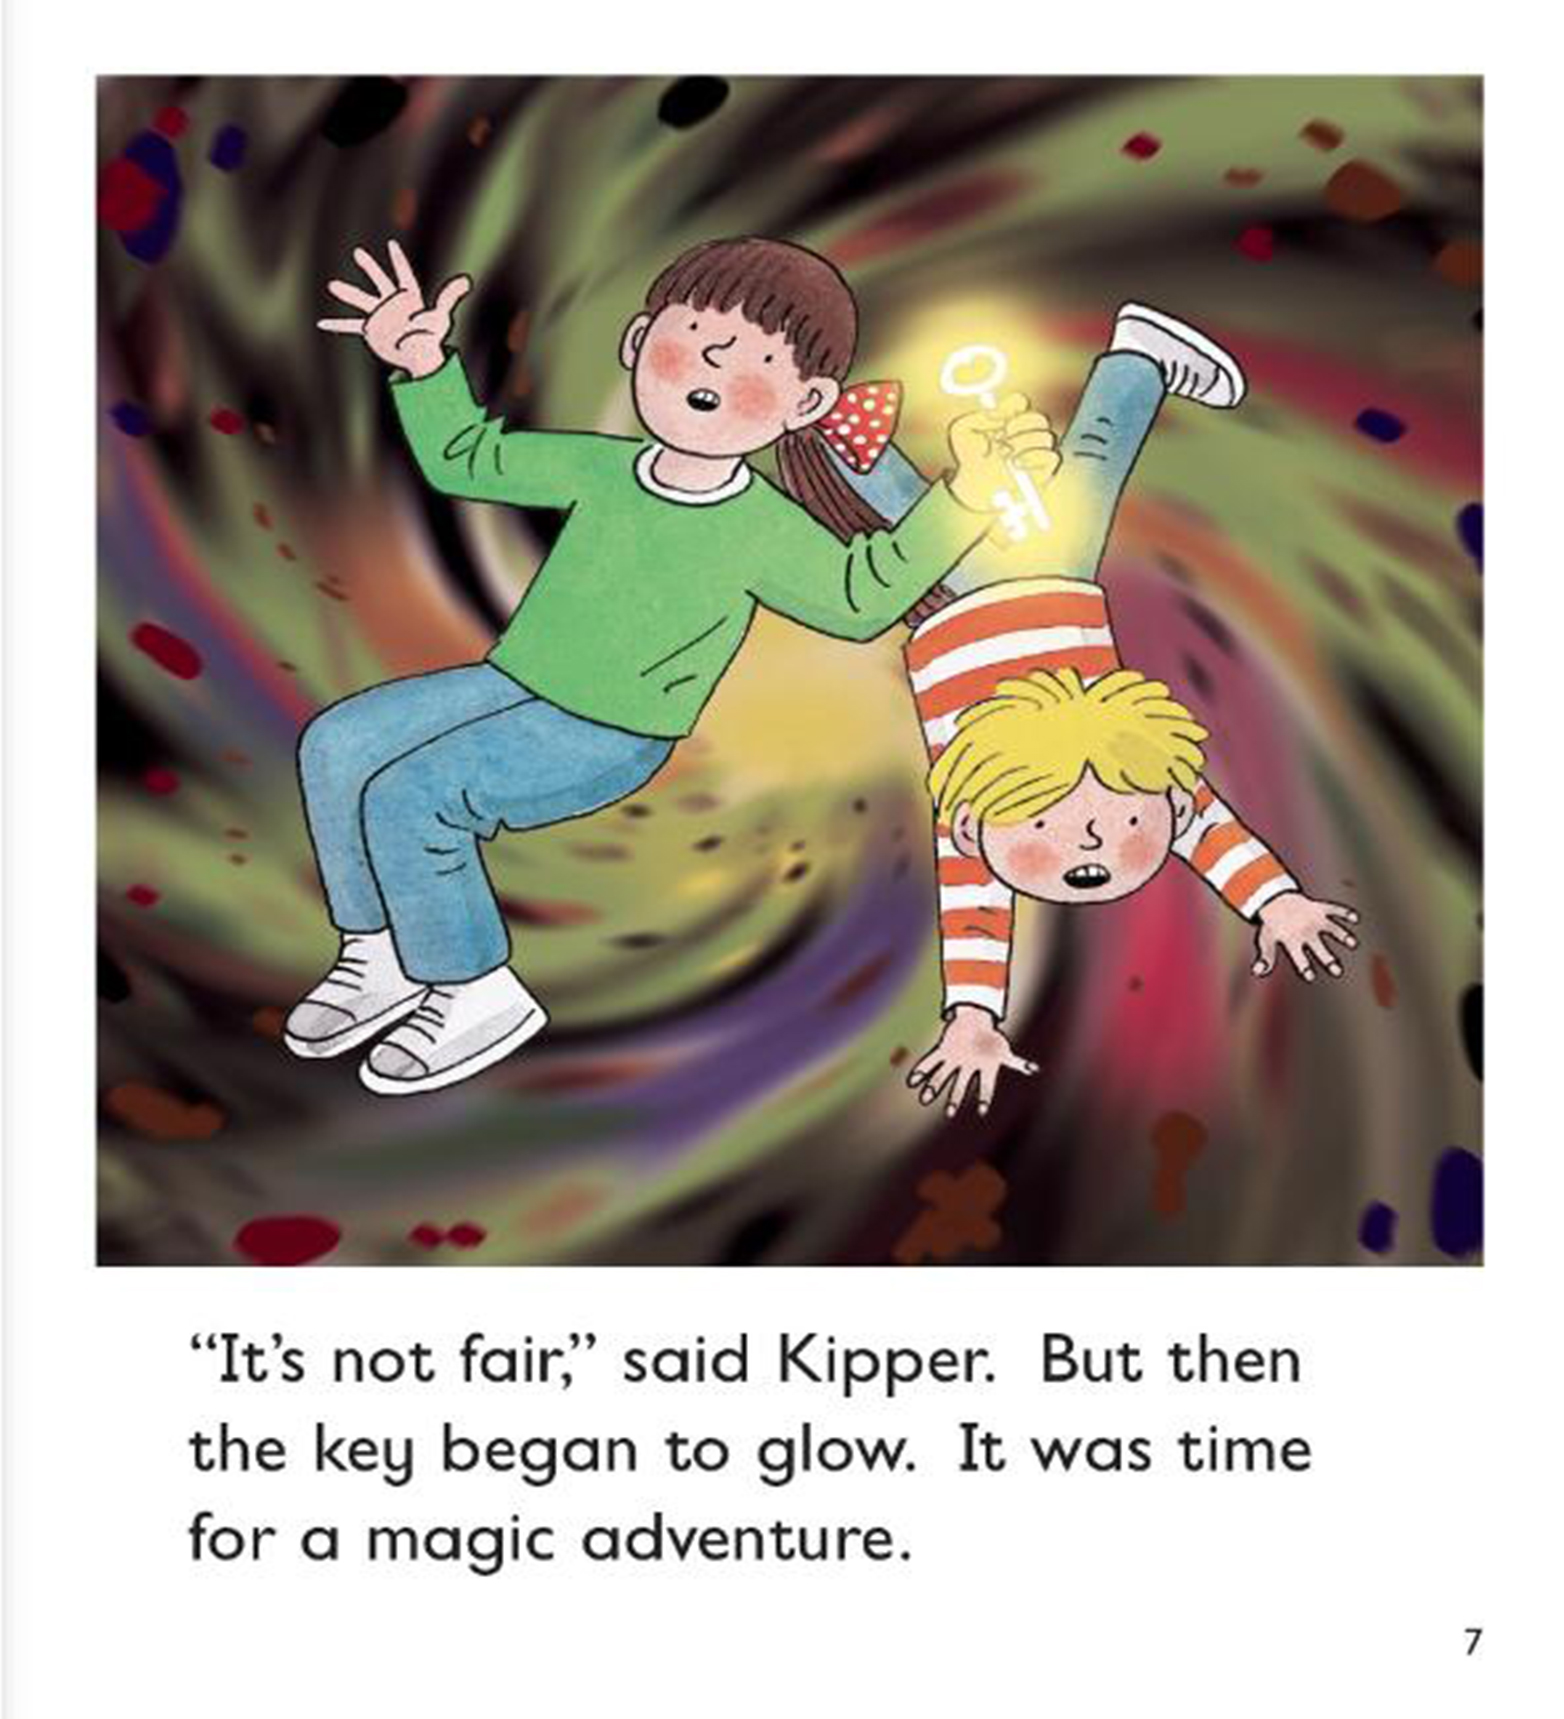 “It’s not fair,” said Kipper. But then
the key began to glow. It was time
for a magic adventure.
7